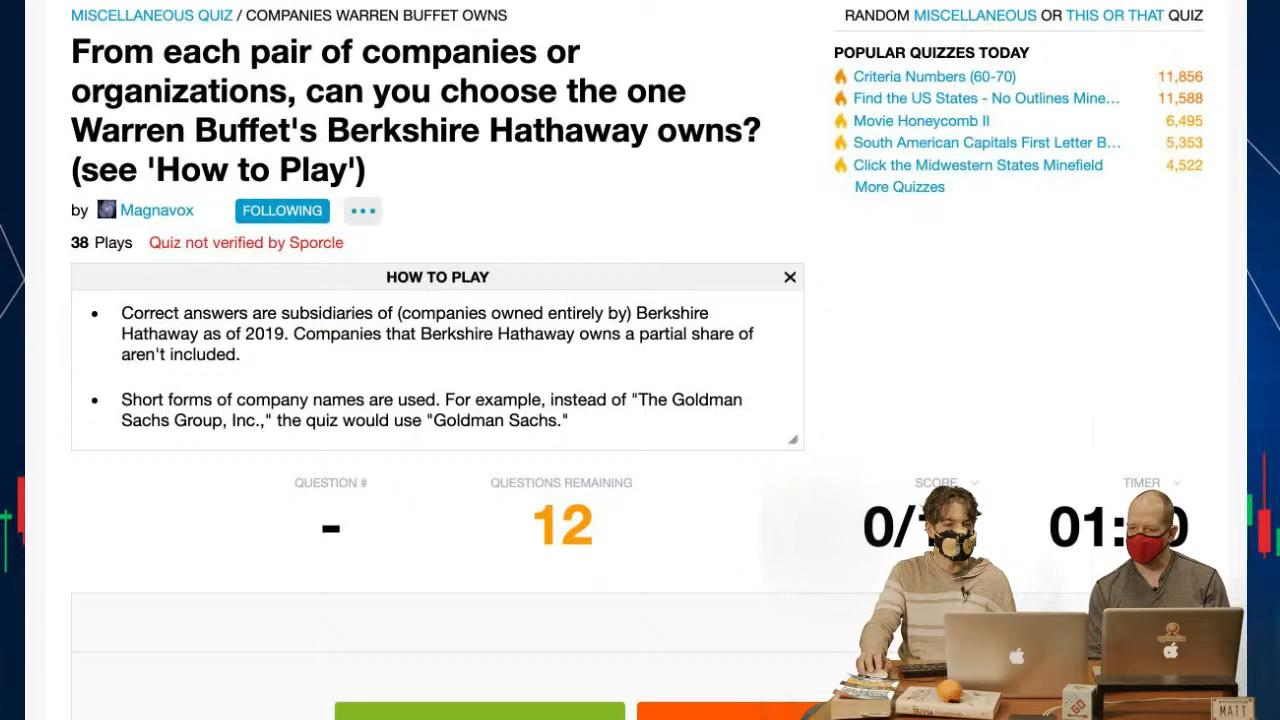 MISCELLANEOUS QUIZ / COMPANIES WARREN BUFFET OWNS
From each pair of companies or
organizations, can you choose the one
Warren Buffet's Berkshire Hathaway owns?
(see 'How to Play')
by Magnavox FOLLOWING
38 Plays Quiz not verified by Sporcle
HOW TO PLAY
• Correct answers are subsidiaries of (companies owned entirely by) Berkshire
Hathaway as of 2019. Companies that Berkshire Hathaway owns a partial share of
aren't included.
• Short forms of company names are used. For example, instead of "The Goldman
Sachs Group, Inc.," the quiz would use "Goldman Sachs."
RANDOM MISCELLANEOUS OR THIS OR THAT QUIZ
POPULAR QUIZZES TODAY
Criteria Numbers (60-70) 11,856
Find the US States - No Outlines Mine... 11,588
Movie Honeycomb II 6,495
South American Capitals First Letter B... 5,353
Click the Midwestern States Minefield 4,522
More Quizzes
QUESTION # QUESTIONS REMAINING SCORE TIMER
- 12 0/ 01: 0
TRIVIA
60
MATT